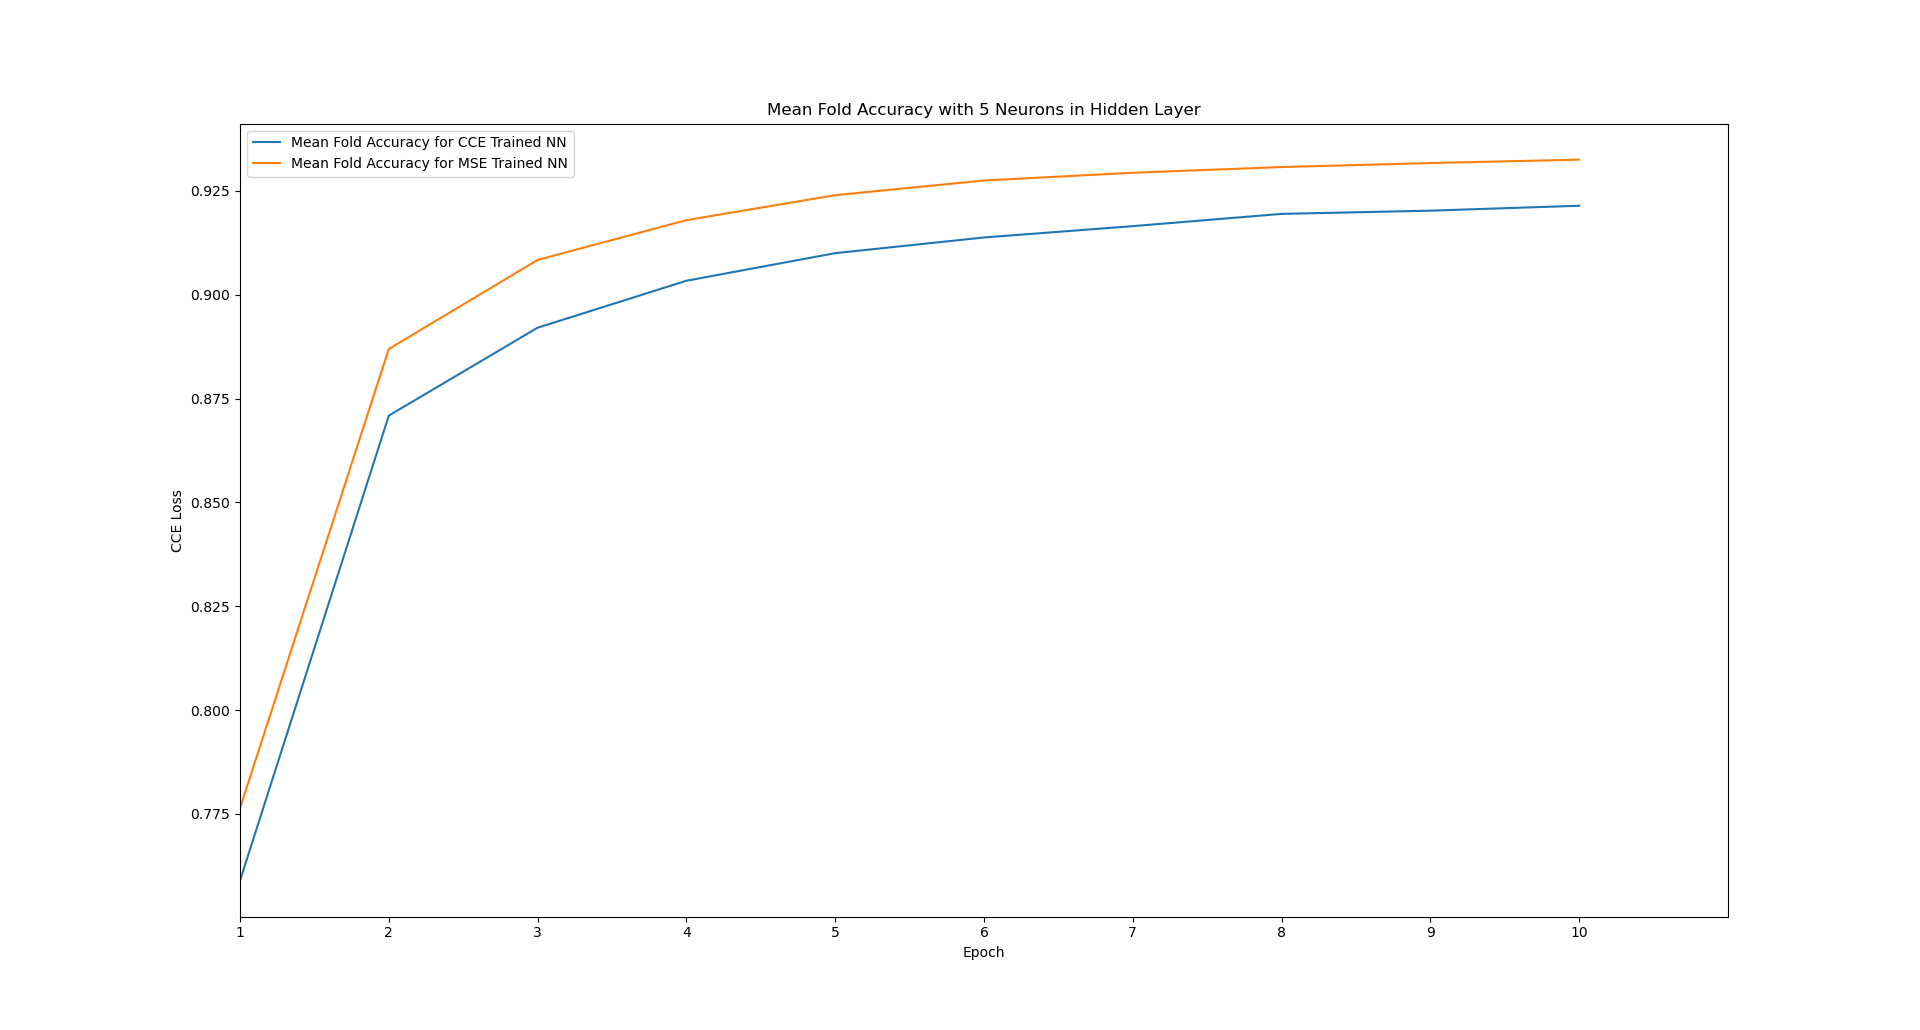 Mean Fold Accuracy with 5 Neurons in Hidden Layer
Mean Fold Accuracy for CCE Trained NN
Mean Fold Accuracy for MSE Trained NN
0.925
0.900
0.875
0.850
0.825
0.800
0.775
CCE Loss
1 2 3 4 5 6 7 8 9 10
Epoch